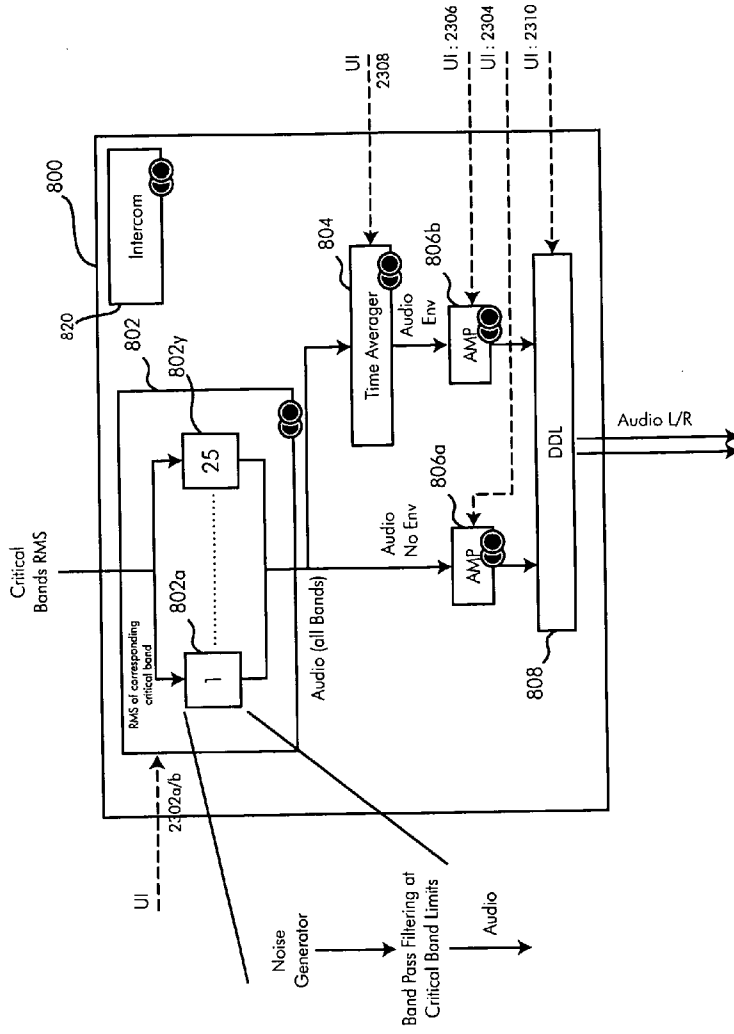 Critical
Bands RMS
800
Intercom
820
802
802y
RMS of corresponding
critical band
802a
1
25
UI
2302a/b
Audio (all Bands)
UI
2308
804
Time Averager
Audio
No Env
Audio
Env
806a
AMP
806b
AMP
UI : 2306
UI : 2304
UI : 2310
DDL
808
Audio L/R
Noise
Generator
Band Pass Filtering at
Critical Band Limits
Audio